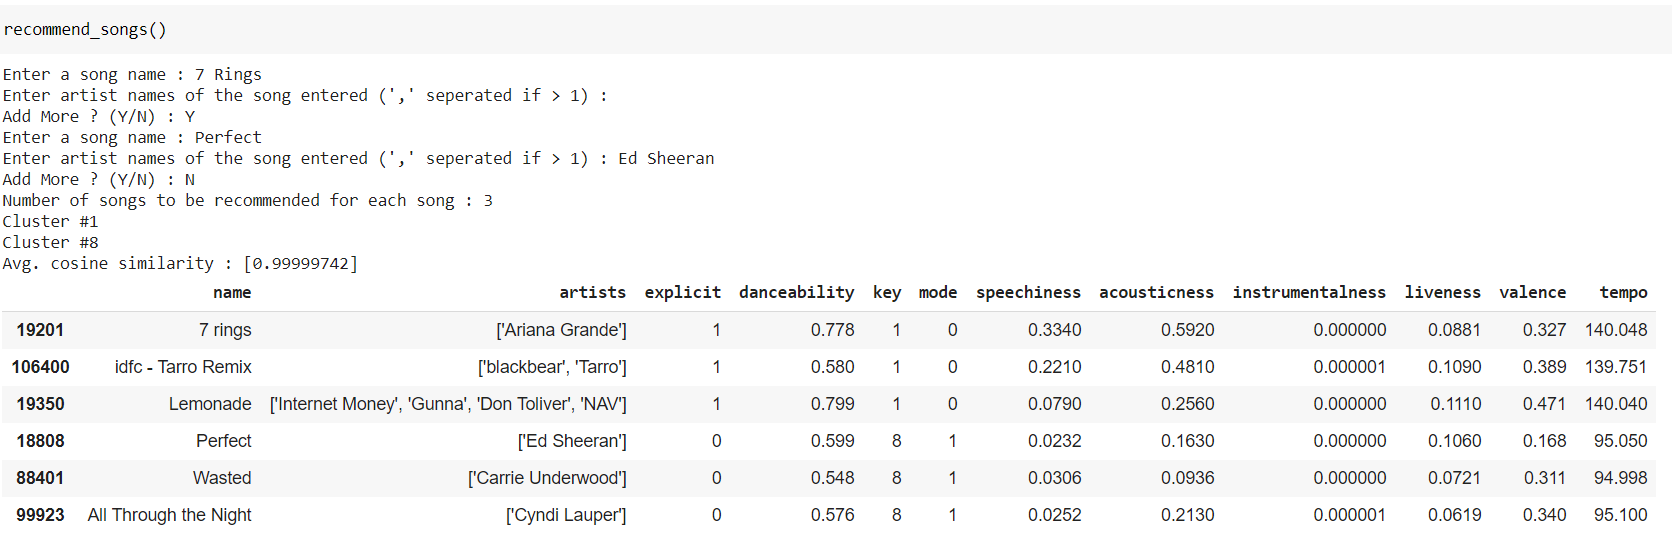 recommend_songs()
Enter a song name : 7 Rings
Enter artist names of the song entered (',' seperated if > 1) :
Add More ? (Y/N) : Y
Enter a song name : Perfect
Enter artist names of the song entered (',' seperated if > 1) : Ed Sheeran
Add More ? (Y/N) : N
Number of songs to be recommended for each song : 3
Cluster #1
Cluster #8
Avg. cosine similarity : [0.99999742]
name artists explicit danceability key mode speechiness acousticness instrumentalness liveness valence tempo
19201 7 rings ['Ariana Grande'] 1 0.778 1 0 0.3340 0.5920 0.000000 0.0881 0.327 140.048
106400 idfc - Tarro Remix ['blackbear', 'Tarro'] 1 0.580 1 0 0.2210 0.4810 0.000001 0.1090 0.389 139.751
19350 Lemonade ['Internet Money', 'Gunna', 'Don Toliver', 'NAV'] 1 0.799 1 0 0.0790 0.2560 0.000000 0.1110 0.471 140.040
18808 Perfect ['Ed Sheeran'] 0 0.599 8 1 0.0232 0.1630 0.000000 0.1060 0.168 95.050
88401 Wasted ['Carrie Underwood'] 0 0.548 8 1 0.0306 0.0936 0.000000 0.0721 0.311 94.998
99923 All Through the Night ['Cyndi Lauper'] 0 0.576 8 1 0.0252 0.2130 0.000001 0.0619 0.340 95.100